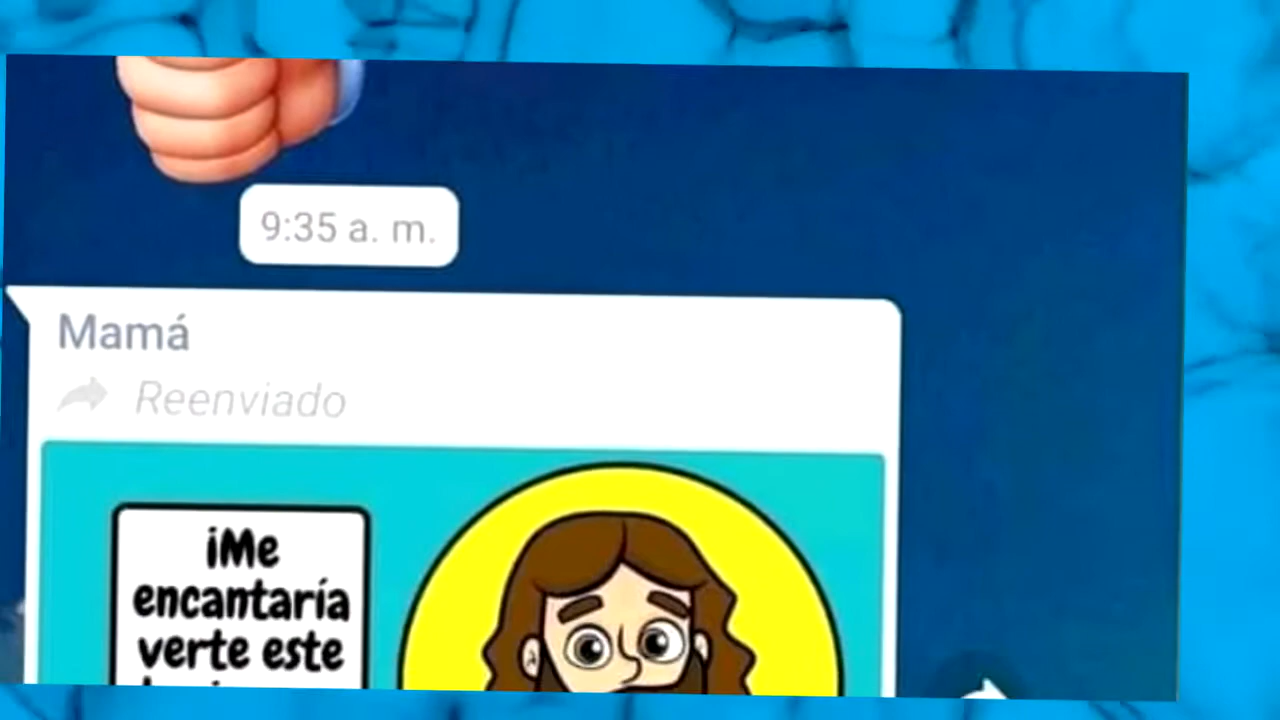 9:35 a. m.
Mamá
Reenviado
¡Me
encantaría
verte este